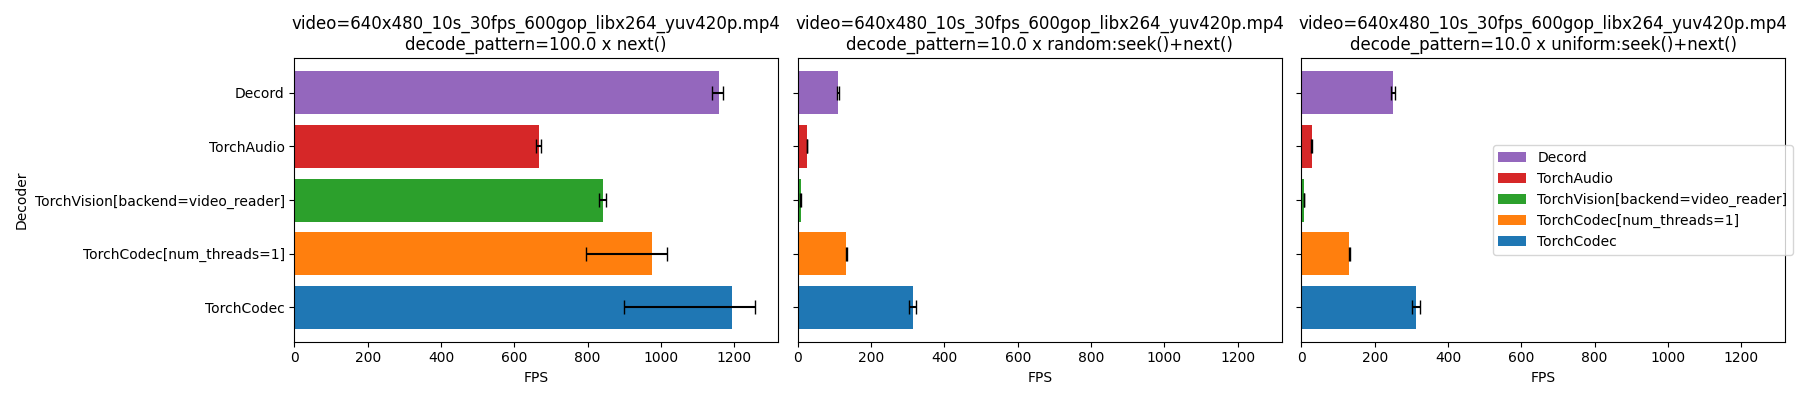 video=640x480_10s_30fps_600gop_libx264_yuv420p.mp4
decode_pattern=100.0 x next()
video=640x480_10s_30fps_600gop_libx264_yuv420p.mp4
decode_pattern=10.0 x random:seek()+next()
video=640x480_10s_30fps_600gop_libx264_yuv420p.mp4
decode_pattern=10.0 x uniform:seek()+next()
Decoder
Decord
TorchAudio
TorchVision[backend=video_reader]
TorchCodec[num_threads=1]
TorchCodec
0 200 400 600 800 1000 1200
FPS
0 200 400 600 800 1000 1200
FPS
0 200 400 600 800 1000 1200
FPS
Decord
TorchAudio
TorchVision[backend=video_reader]
TorchCodec[num_threads=1]
TorchCodec